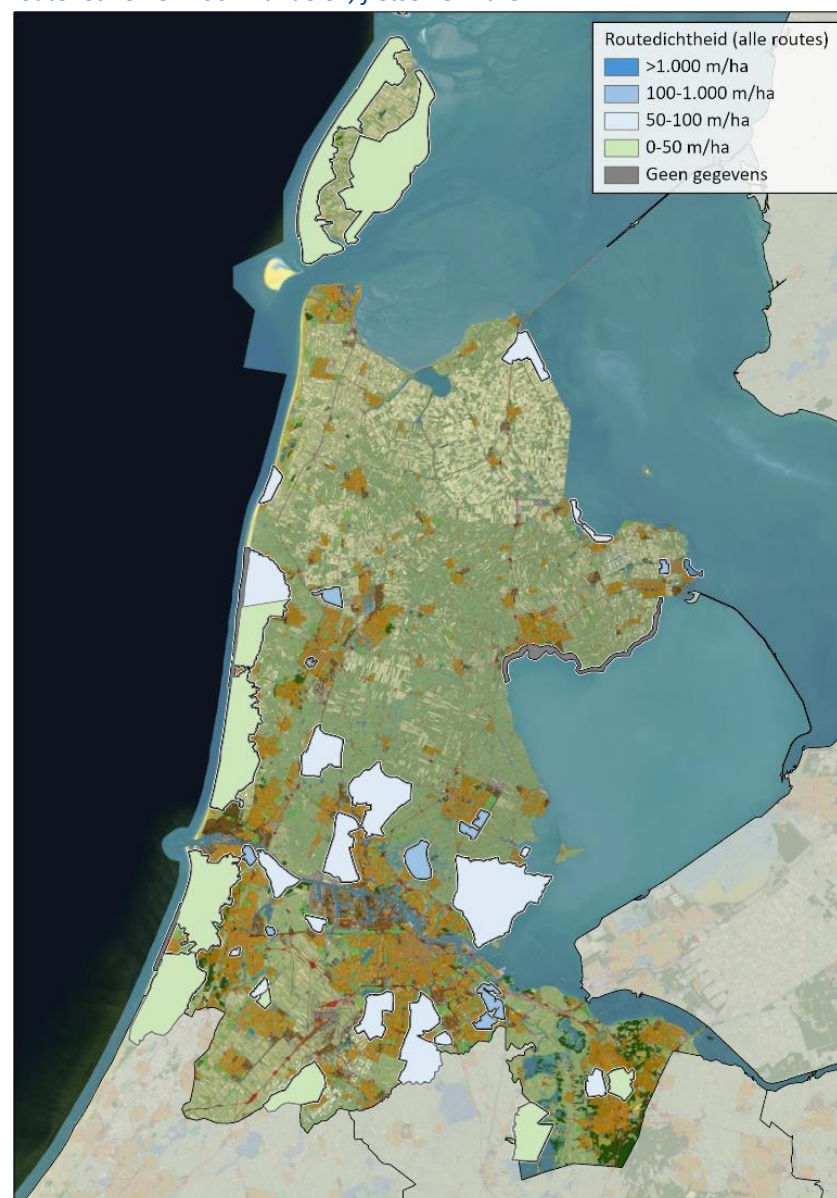 Routedichtheid (alle routes)
>1.000 m/ha
100-1.000 m/ha
50-100 m/ha
0-50 m/ha
Geen gegevens